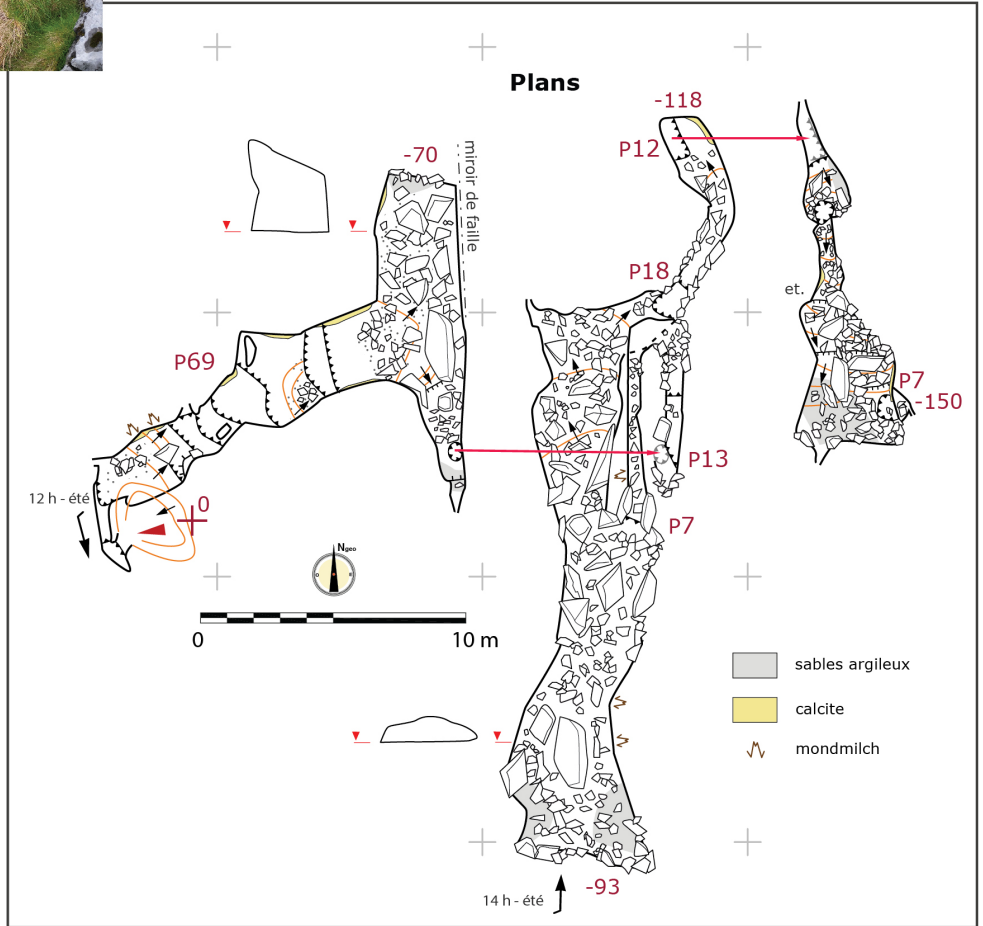 Plans
-118
P12
-70
miroir de faille
P18
et.
P69
P7
-150
12 h - été
0
P13
P7
Ngeo
O
E
0
10 m
sables argileux
calcite
mondmilch
-93
14 h - été